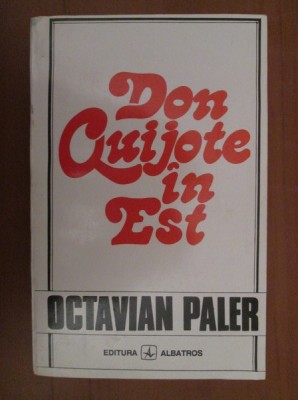 Don
Quijote
în
Est
OCTAVIAN PALER
EDITURA ALBATROS